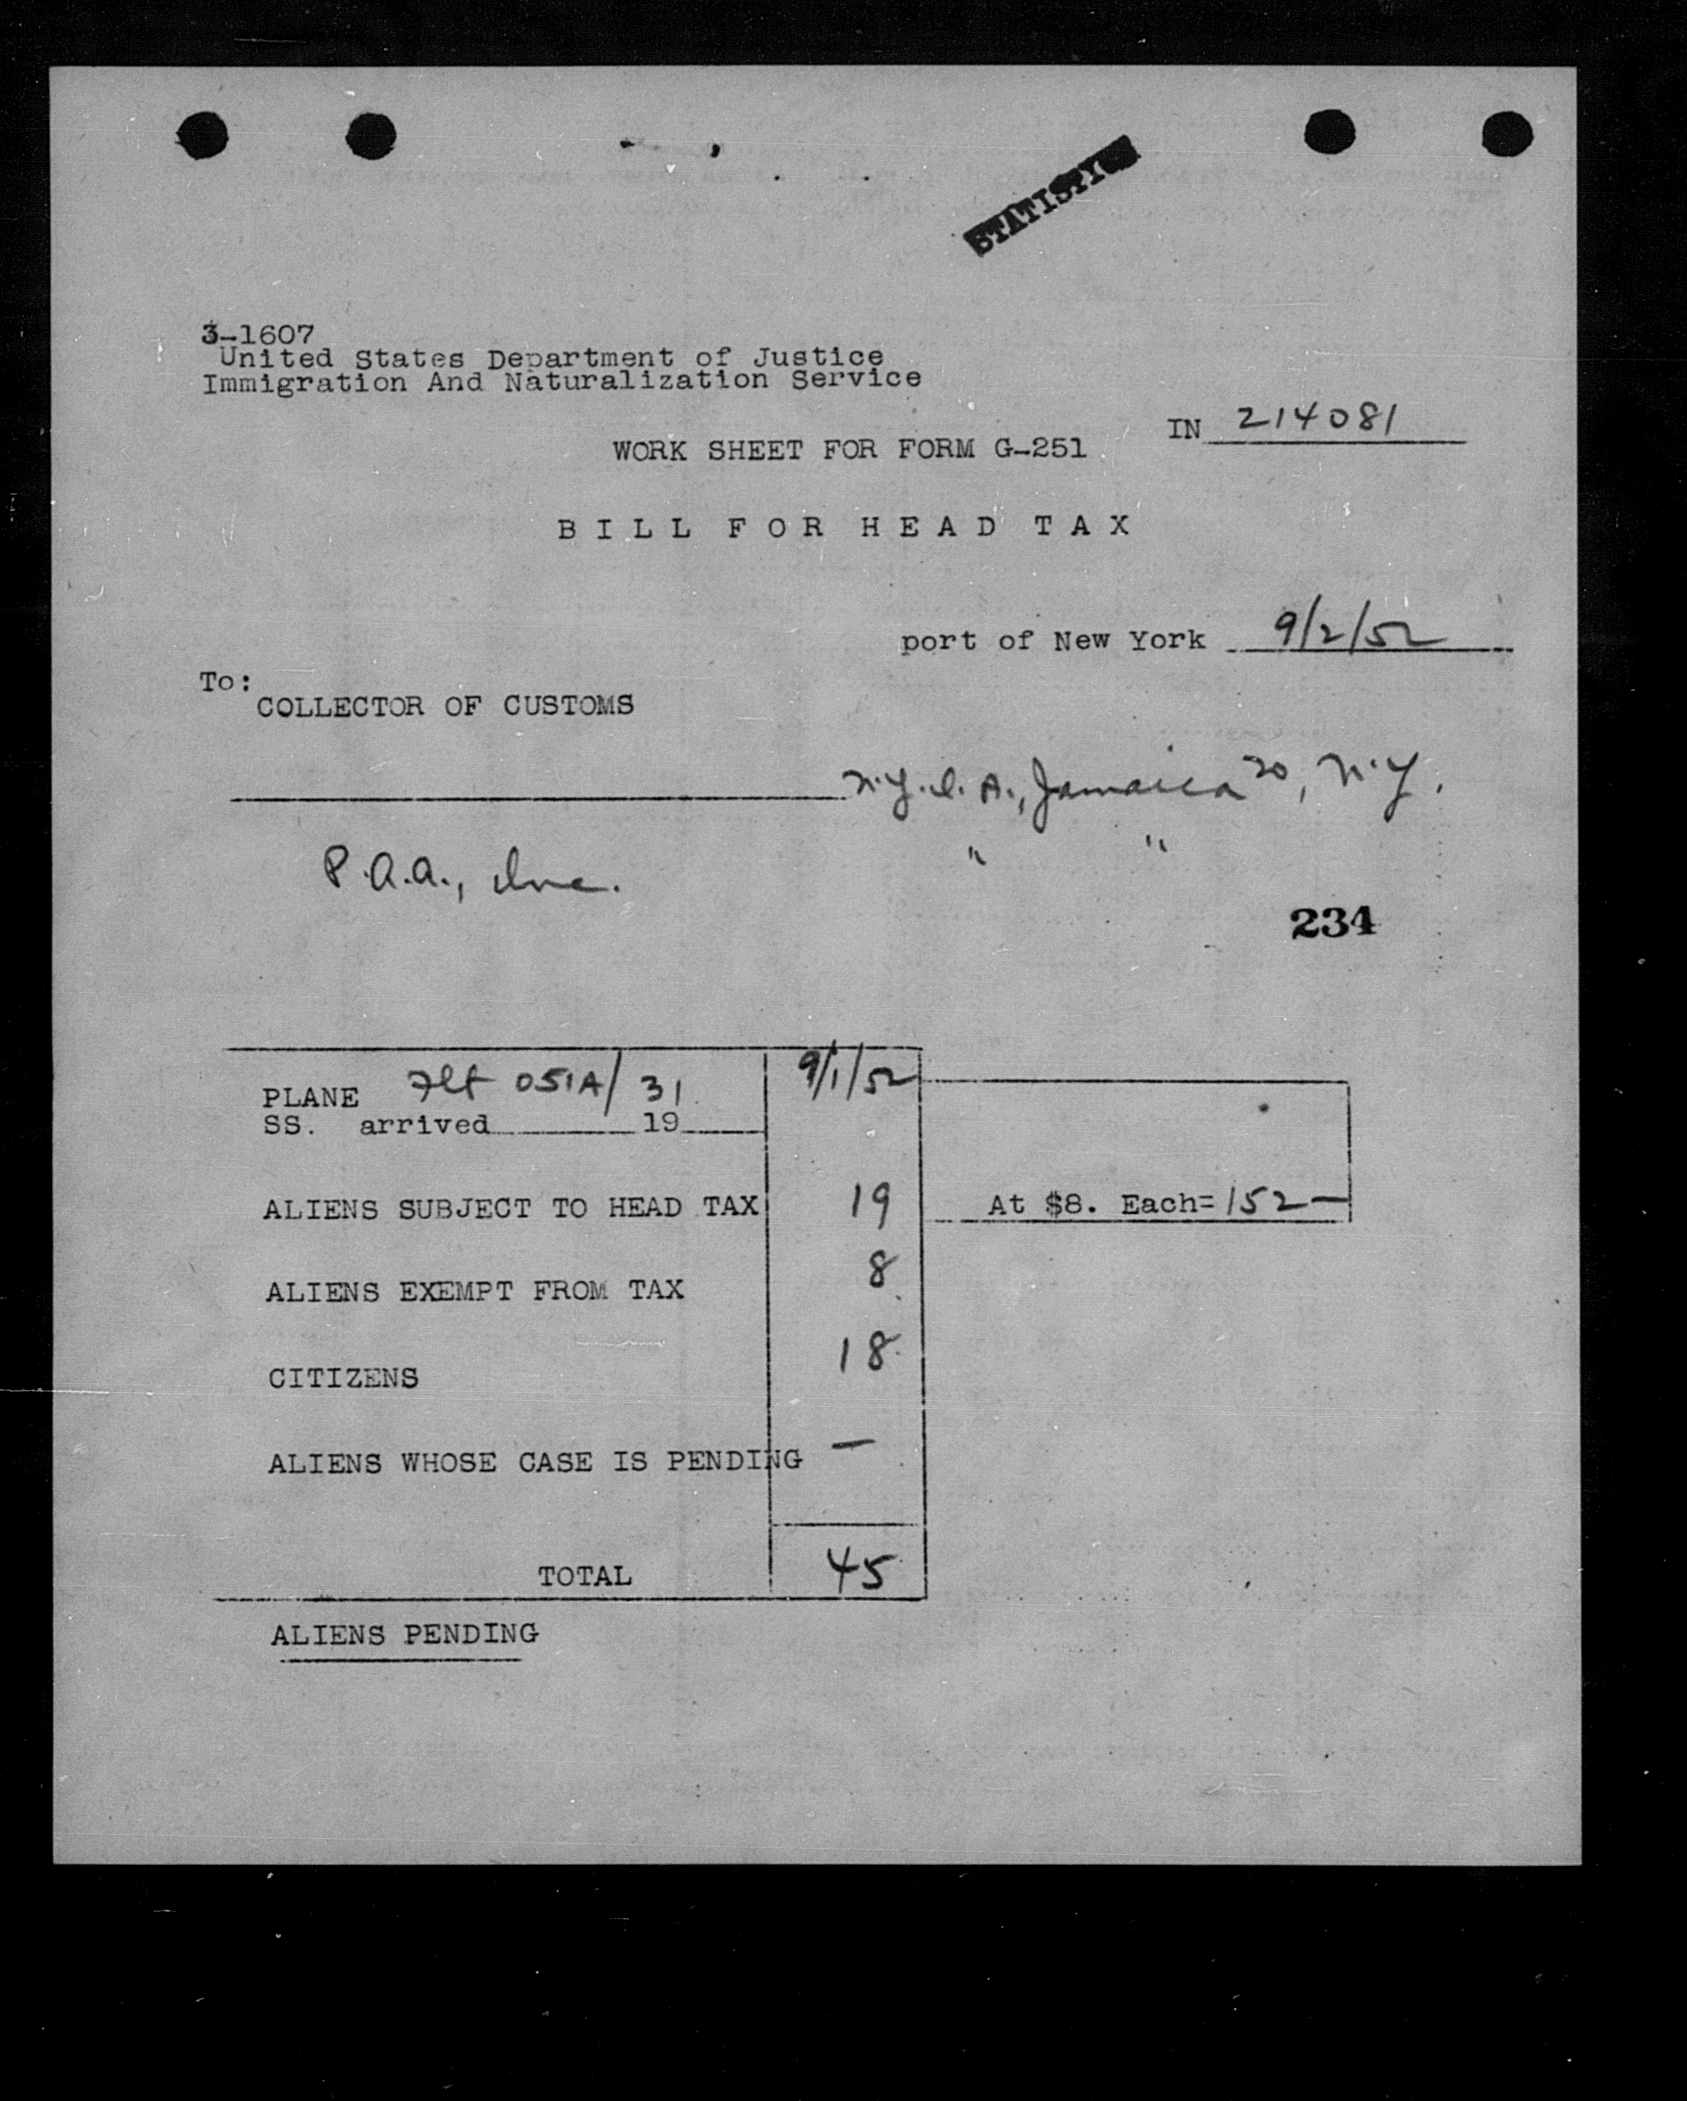 STATISTICS
3-1607
United States Department of Justice
Immigration And Naturalization Service
IN 214081
WORK SHEET FOR FORM G-251
BILL FOR HEAD TAX
port of New York 9/2/52
To:
COLLECTOR OF CUSTOMS
N.Y.I.A., Jamaica 30, N.Y.
P.A.A., Inc. " "
234
PLANE Flt 051A/31 9/1/52
SS. arrived 19
ALIENS SUBJECT TO HEAD TAX 19 At $8. Each=152-
ALIENS EXEMPT FROM TAX 8
CITIZENS 18
ALIENS WHOSE CASE IS PENDING -
TOTAL 45
ALIENS PENDING